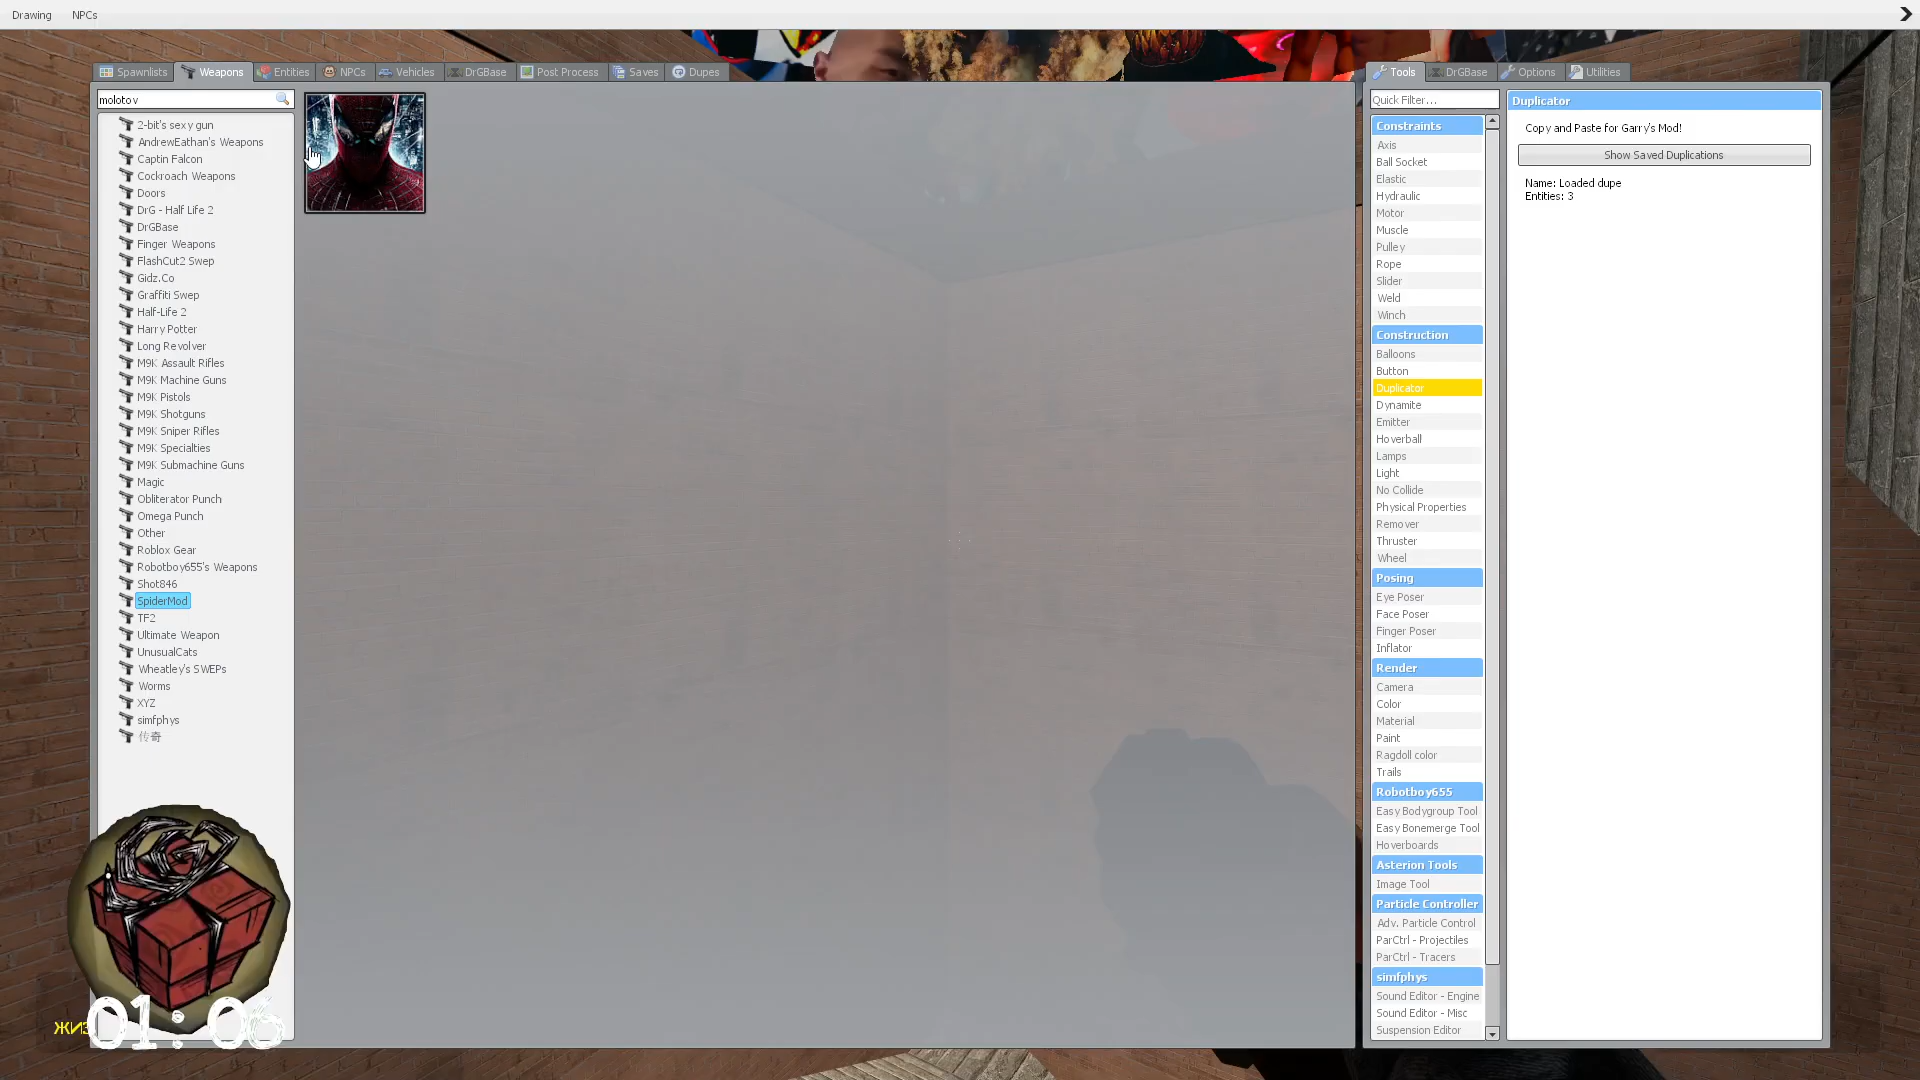 Drawing NPCs
Spawnlists Weapons Entities NPCs Vehicles DrGBase Post Process Saves Dupes
molotov
2-bit's sexy gun
AndrewEathan's Weapons
Captin Falcon
Cockroach Weapons
Doors
DrG - Half Life 2
DrGBase
Finger Weapons
FlashCut2 Swep
Gidz.Co
Graffiti Swep
Half-Life 2
Harry Potter
Long Revolver
M9K Assault Rifles
M9K Machine Guns
M9K Pistols
M9K Shotguns
M9K Sniper Rifles
M9K Specialties
M9K Submachine Guns
Magic
Obliterator Punch
Omega Punch
Other
Roblox Gear
Robotboy655's Weapons
Shot846
SpiderMod
TF2
Ultimate Weapon
UnusualCats
Wheatley's SWEPs
Worms
XYZ
simfphys
传奇
ЖИЗ
01:06
Tools DrGBase Options Utilities
Quick Filter...
Constraints
Axis
Ball Socket
Elastic
Hydraulic
Motor
Muscle
Pulley
Rope
Slider
Weld
Winch
Construction
Balloons
Button
Duplicator
Dynamite
Emitter
Hoverball
Lamps
Light
No Collide
Physical Properties
Remover
Thruster
Wheel
Posing
Eye Poser
Face Poser
Finger Poser
Inflator
Render
Camera
Color
Material
Paint
Ragdoll color
Trails
Robotboy655
Easy Bodygroup Tool
Easy Bonemerge Tool
Hoverboards
Asterion Tools
Image Tool
Particle Controller
Adv. Particle Control
ParCtrl - Projectiles
ParCtrl - Tracers
simfphys
Sound Editor - Engine
Sound Editor - Misc
Suspension Editor
Duplicator
Copy and Paste for Garry's Mod!
Show Saved Duplications
Name: Loaded dupe
Entities: 3